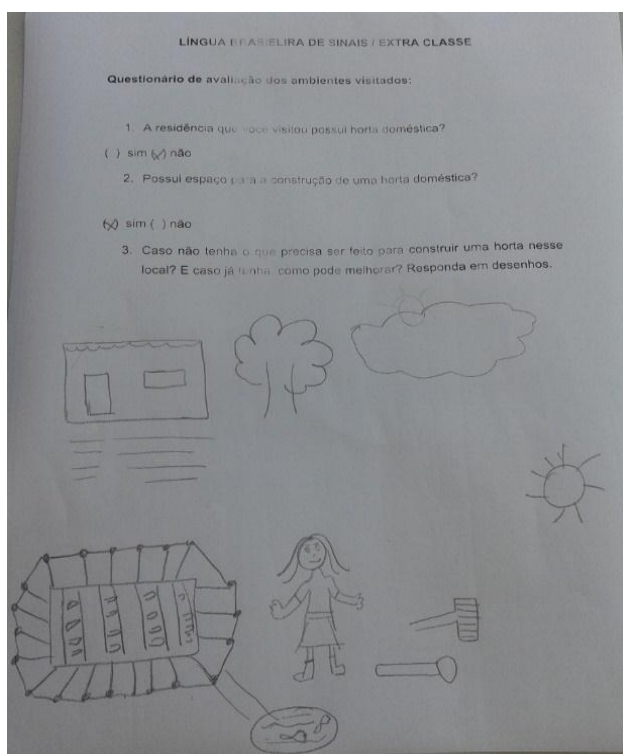 LÍNGUA BRASIELIRA DE SINAIS / EXTRA CLASSE
Questionário de avaliação dos ambientes visitados:
1. A residência que você visitou possui horta doméstica?
( ) sim (x) não
2. Possui espaço para a construção de uma horta doméstica?
(x) sim ( ) não
3. Caso não tenha o que precisa ser feito para construir uma horta nesse
local? E caso já tenha, como pode melhorar? Responda em desenhos.